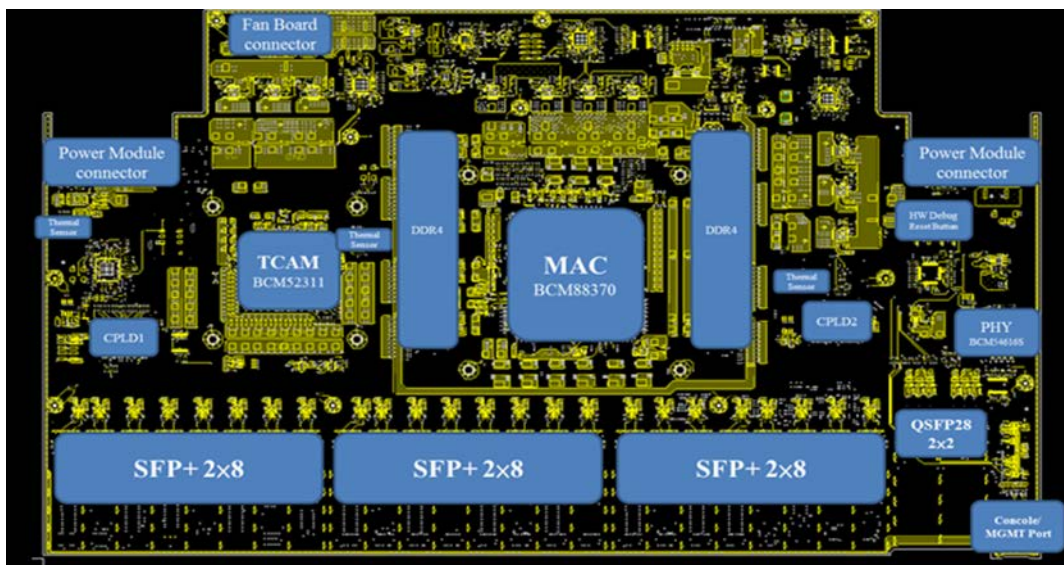 Fan Board
connector
Power Module
connector
Power Module
connector
Thermal
Sensor
TCAM
BCM52311
Thermal
Sensor
DDR4
MAC
BCM88370
DDR4
HW Debug
Reset Button
Thermal
Sensor
CPLD1
CPLD2
PHY
BCM54616S
SFP+ 2×8
SFP+ 2×8
SFP+ 2×8
QSFP28
2×2
Concole/
MGMT Port